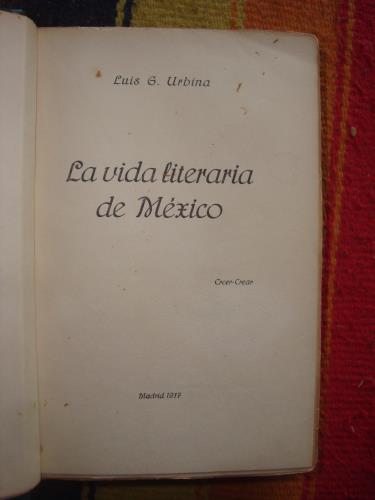 Luis G. Urbina
La vida literaria
de México
Creer-Crear
Madrid 1917